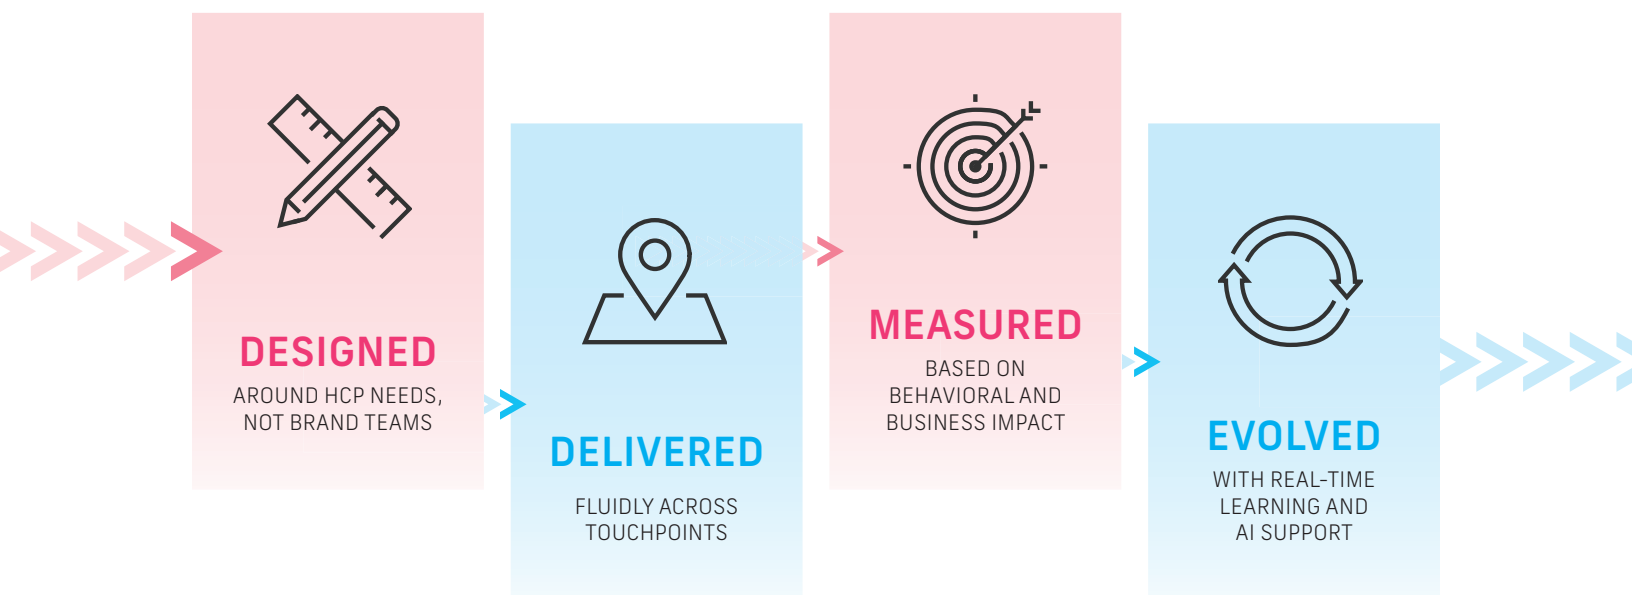 DESIGNED
AROUND HCP NEEDS,
NOT BRAND TEAMS
DELIVERED
FLUIDLY ACROSS
TOUCHPOINTS
MEASURED
BASED ON
BEHAVIORAL AND
BUSINESS IMPACT
EVOLVED
WITH REAL-TIME
LEARNING AND
AI SUPPORT